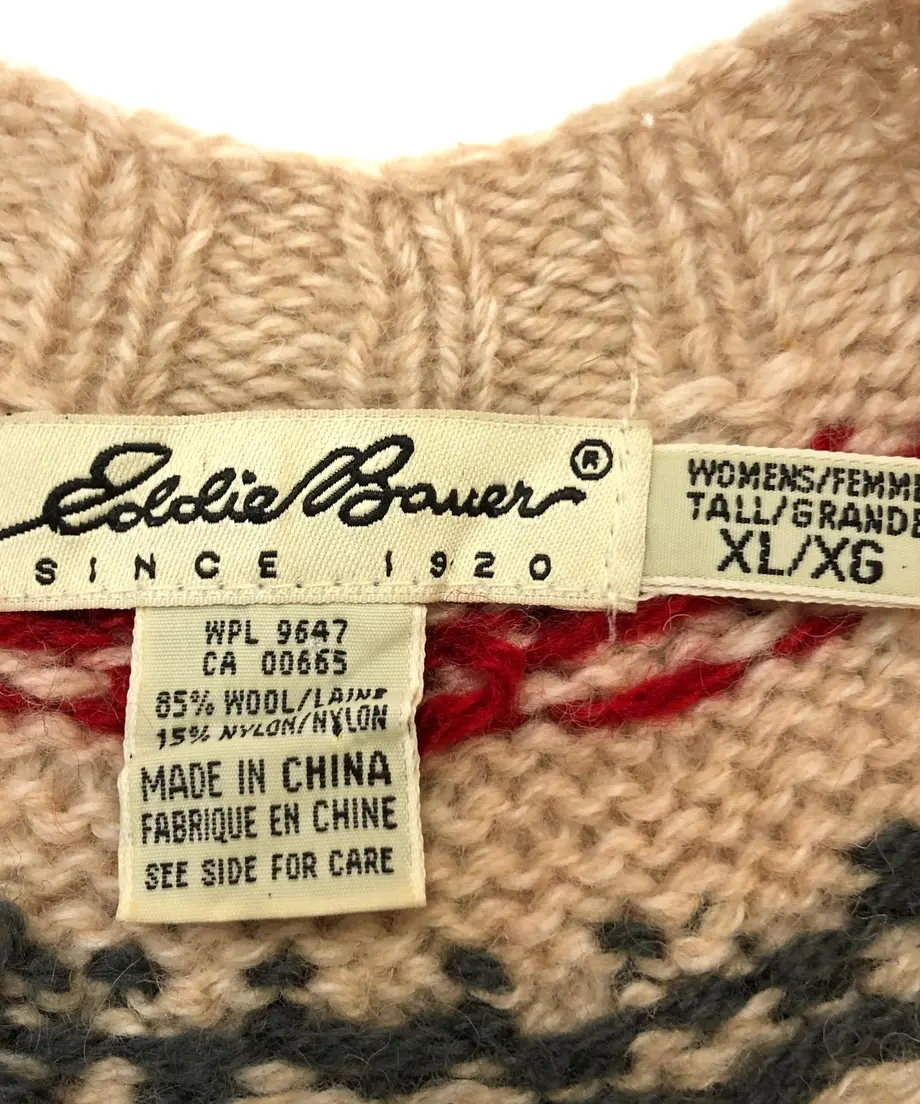 Eddie Bauer®
SINCE 1920
WOMENS/FEMME
TALL/GRANDE
XL/XG
WPL 9647
CA 00665
85% WOOL/LAINE
15% NYLON/NYLON
MADE IN CHINA
FABRIQUE EN CHINE
SEE SIDE FOR CARE